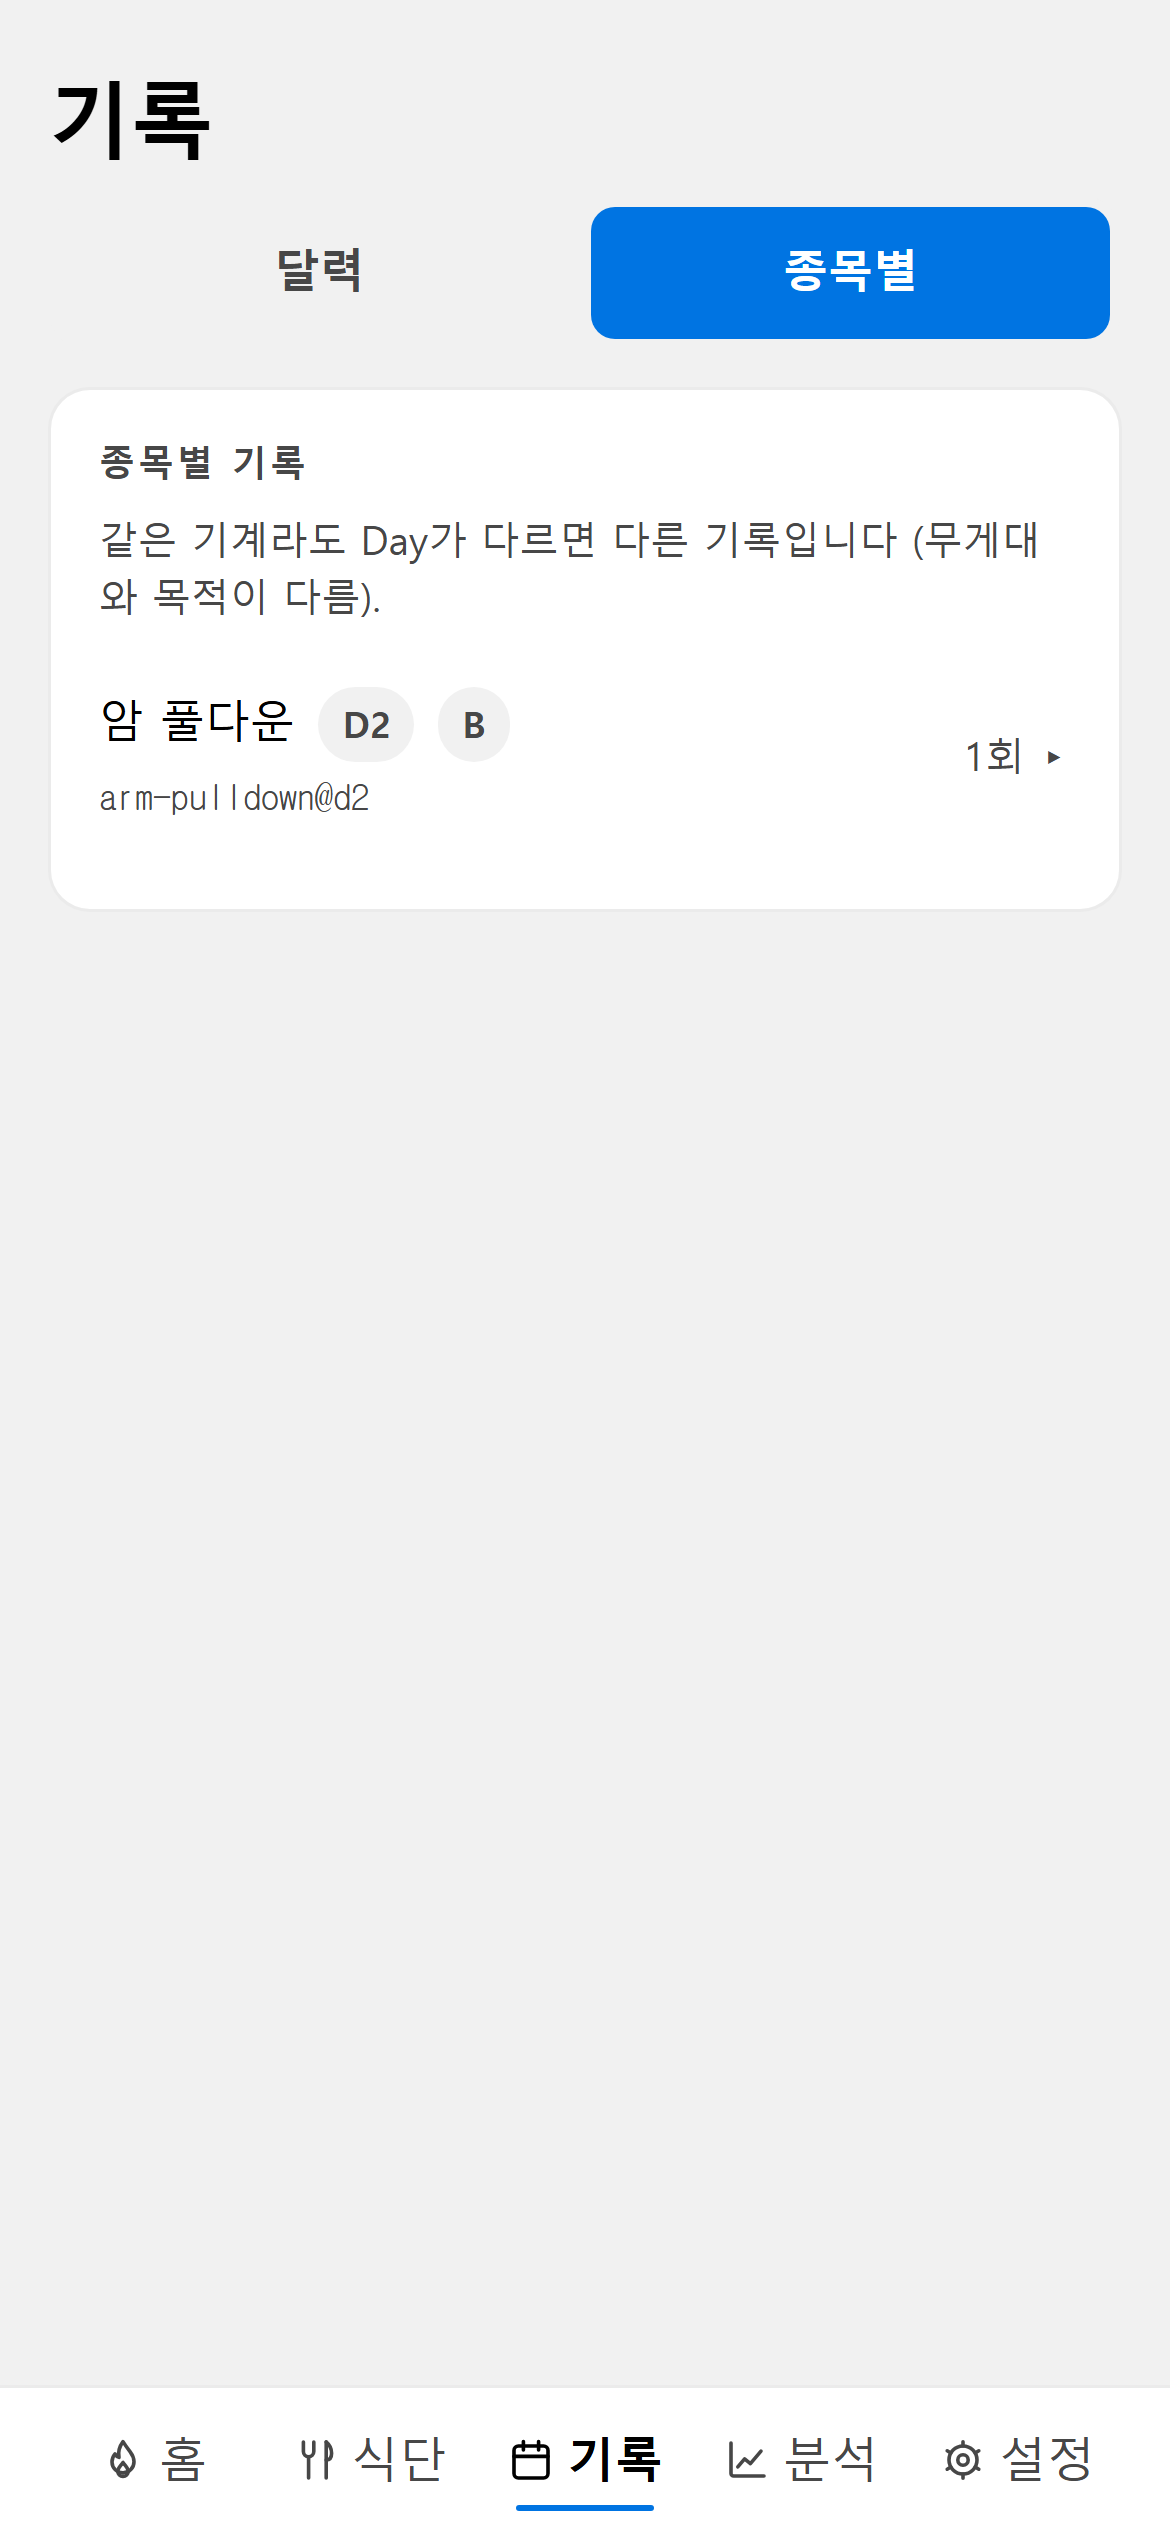 기록
달력
종목별
종목별 기록
같은 기계라도 Day가 다르면 다른 기록입니다 (무게대
와 목적이 다름).
암 풀다운 D2 B
1회 ▸
arm-pulldown@d2
홈 식단 기록 분석 설정